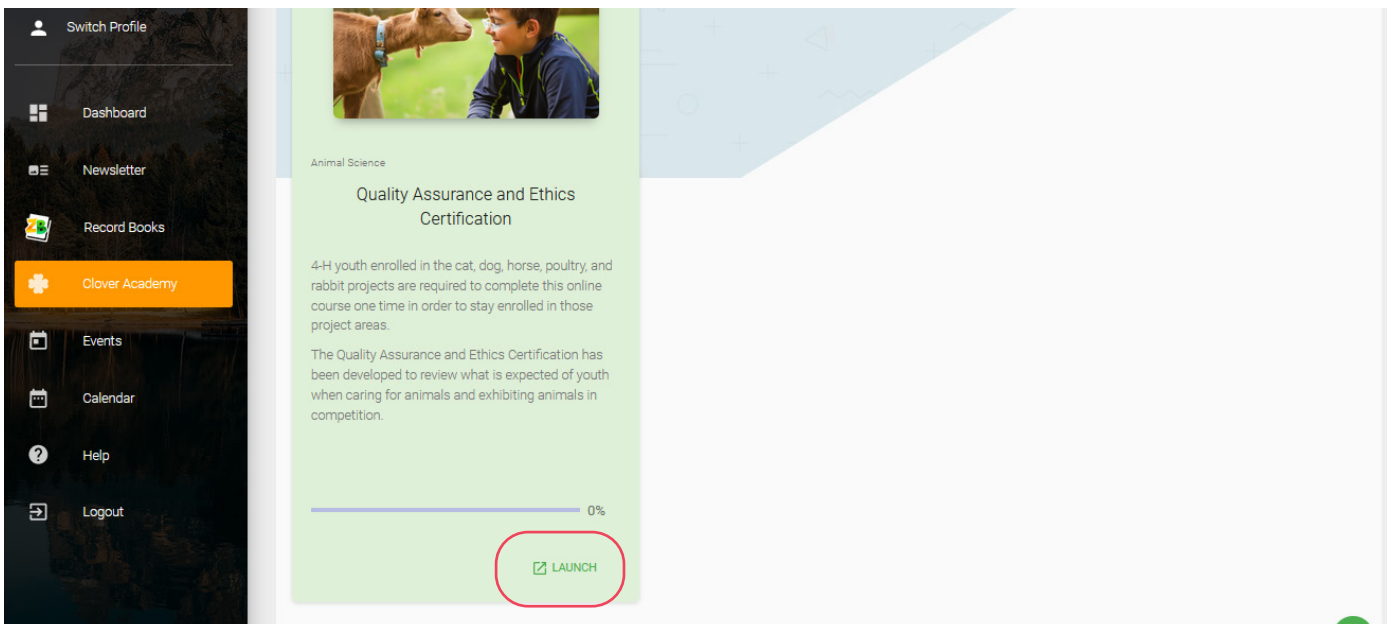 Switch Profile
Dashboard
Newsletter
ZB
Record Books
Clover Academy
Events
Calendar
Help
Logout
Animal Science
Quality Assurance and Ethics
Certification
4-H youth enrolled in the cat, dog, horse, poultry, and
rabbit projects are required to complete this online
course one time in order to stay enrolled in those
project areas.
The Quality Assurance and Ethics Certification has
been developed to review what is expected of youth
when caring for animals and exhibiting animals in
competition.
0%
LAUNCH